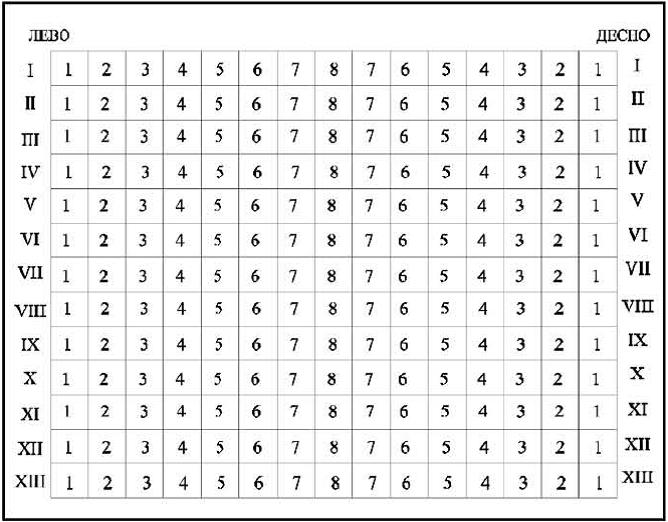 ЛЕВО ДЕСНО
I 1 2 3 4 5 6 7 8 7 6 5 4 3 2 1 I
II 1 2 3 4 5 6 7 8 7 6 5 4 3 2 1 II
III 1 2 3 4 5 6 7 8 7 6 5 4 3 2 1 III
IV 1 2 3 4 5 6 7 8 7 6 5 4 3 2 1 IV
V 1 2 3 4 5 6 7 8 7 6 5 4 3 2 1 V
VI 1 2 3 4 5 6 7 8 7 6 5 4 3 2 1 VI
VII 1 2 3 4 5 6 7 8 7 6 5 4 3 2 1 VII
VIII 1 2 3 4 5 6 7 8 7 6 5 4 3 2 1 VIII
IX 1 2 3 4 5 6 7 8 7 6 5 4 3 2 1 IX
X 1 2 3 4 5 6 7 8 7 6 5 4 3 2 1 X
XI 1 2 3 4 5 6 7 8 7 6 5 4 3 2 1 XI
XII 1 2 3 4 5 6 7 8 7 6 5 4 3 2 1 XII
XIII 1 2 3 4 5 6 7 8 7 6 5 4 3 2 1 XIII